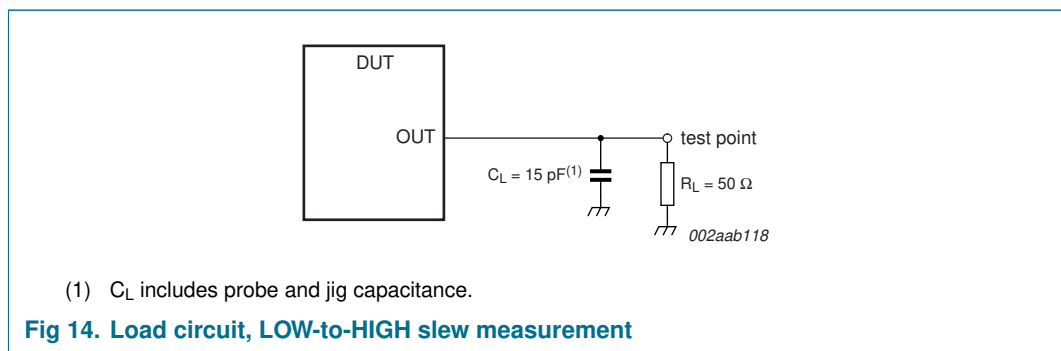 DUT
OUT
test point
C_L = 15 pF(1)
R_L = 50 Ω
002aab118
(1) C_L includes probe and jig capacitance.
Fig 14. Load circuit, LOW-to-HIGH slew measurement